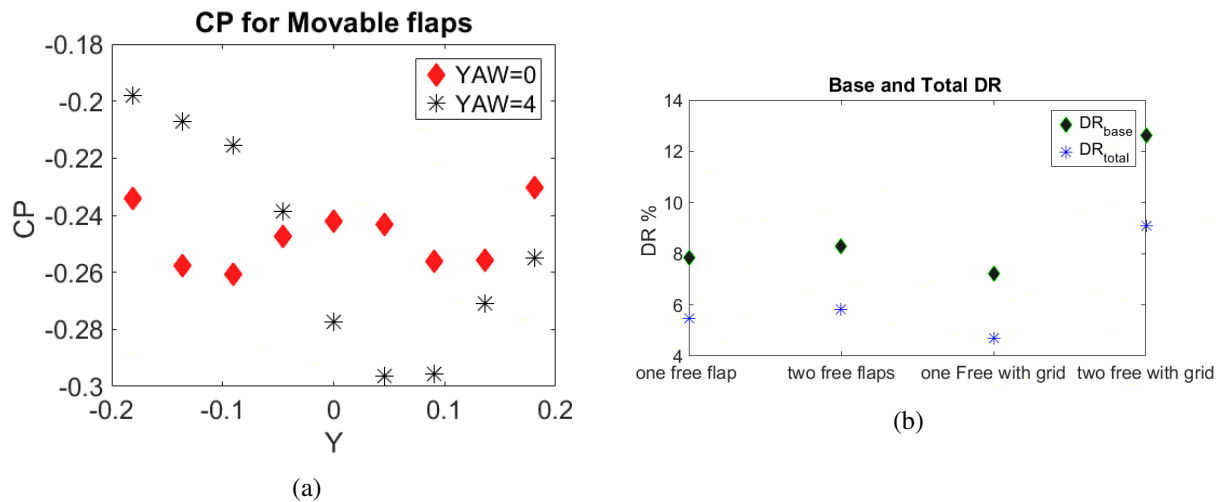 CP for Movable flaps
-0.18
-0.2
-0.22
-0.24
-0.26
-0.28
-0.3
CP
YAW=0
YAW=4
-0.2
-0.1
0
0.1
0.2
Y
(a)
Base and Total DR
14
12
10
8
6
4
DR %
DR_base
DR_total
one free flap
two free flaps
one Free with grid
two free with grid
(b)